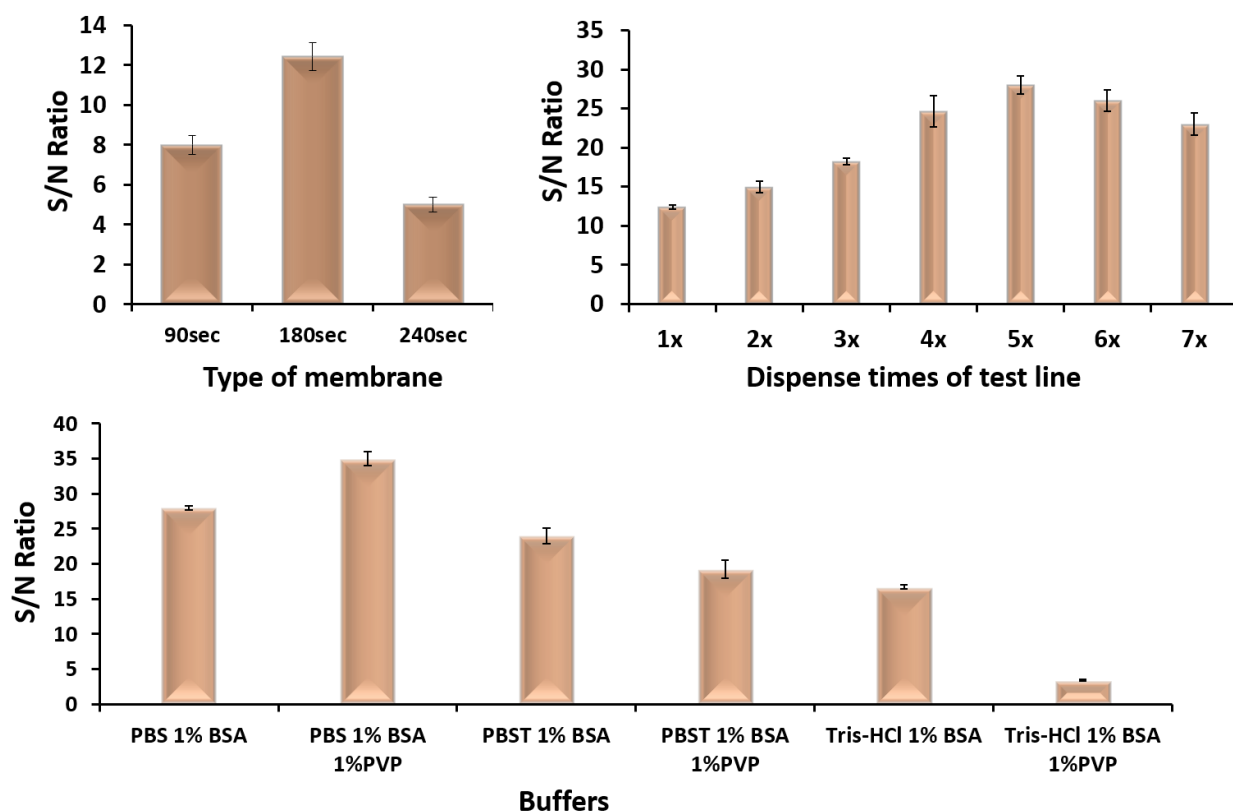 14
12
10
8
6
4
2
0
S/N Ratio
90sec 180sec 240sec
Type of membrane
35
30
25
20
15
10
5
0
S/N Ratio
1x 2x 3x 4x 5x 6x 7x
Dispense times of test line
40
35
30
25
20
15
10
5
0
S/N Ratio
PBS 1% BSA PBS 1% BSA PBST 1% BSA PBST 1% BSA Tris-HCl 1% BSA Tris-HCl 1% BSA
1%PVP 1%PVP 1%PVP
Buffers